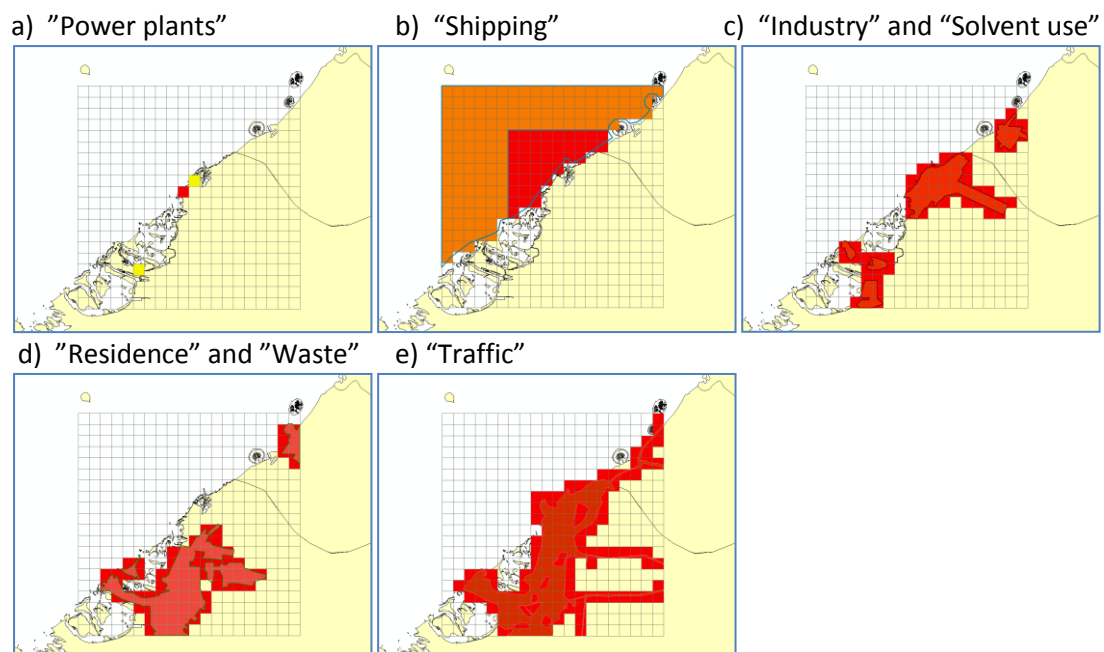 a) ”Power plants”
b) “Shipping”
c) “Industry” and “Solvent use”
d) ”Residence” and ”Waste”
e) “Traffic”